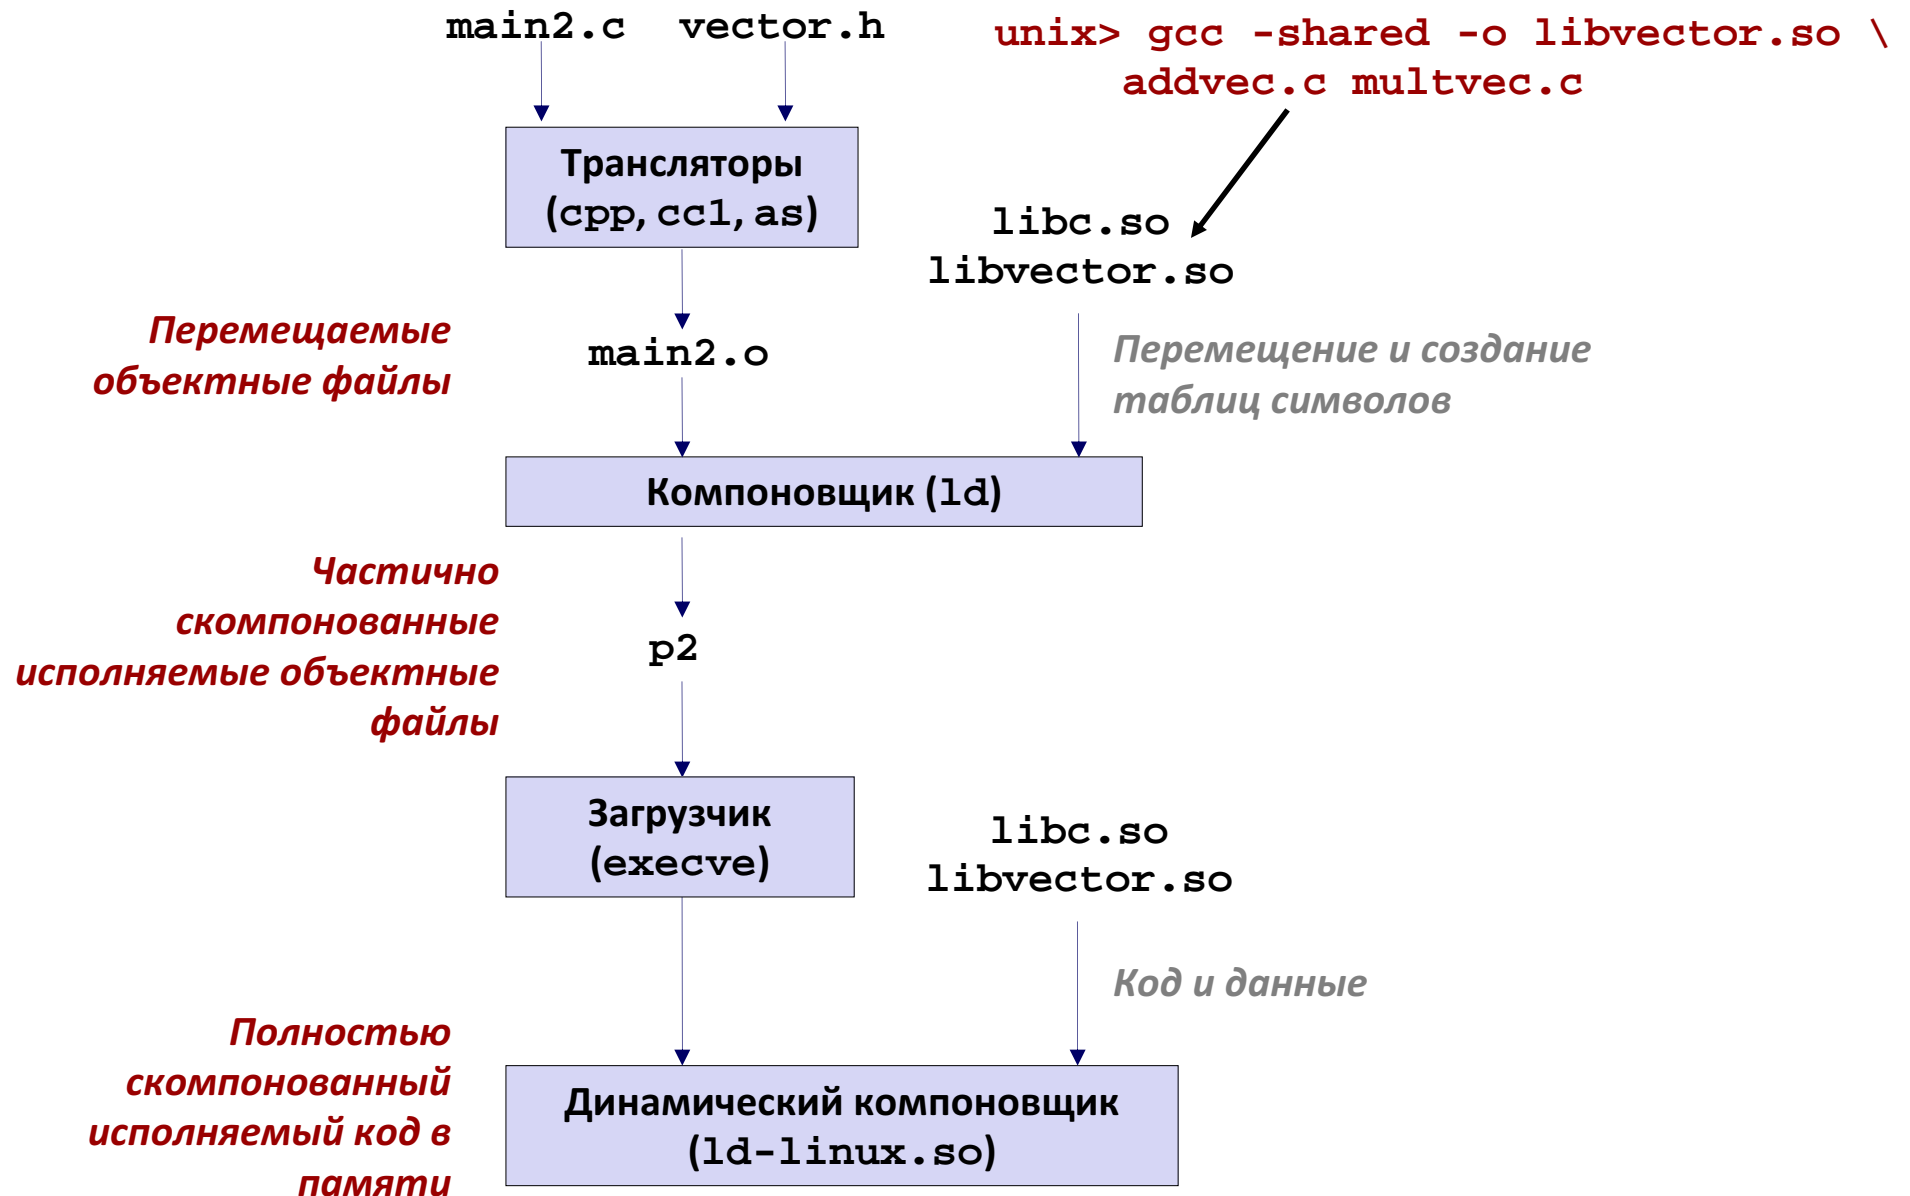 main2.c vector.h
unix> gcc -shared -o libvector.so \
addvec.c multvec.c
Трансляторы
(cpp, cc1, as)
libc.so
libvector.so
Перемещаемые
объектные файлы
main2.o
Перемещение и создание
таблиц символов
Компоновщик (ld)
Частично
скомпонованные
исполняемые объектные
файлы
p2
Загрузчик
(execve)
libc.so
libvector.so
Код и данные
Полностью
скомпонованный
исполняемый код в
памяти
Динамический компоновщик
(ld-linux.so)